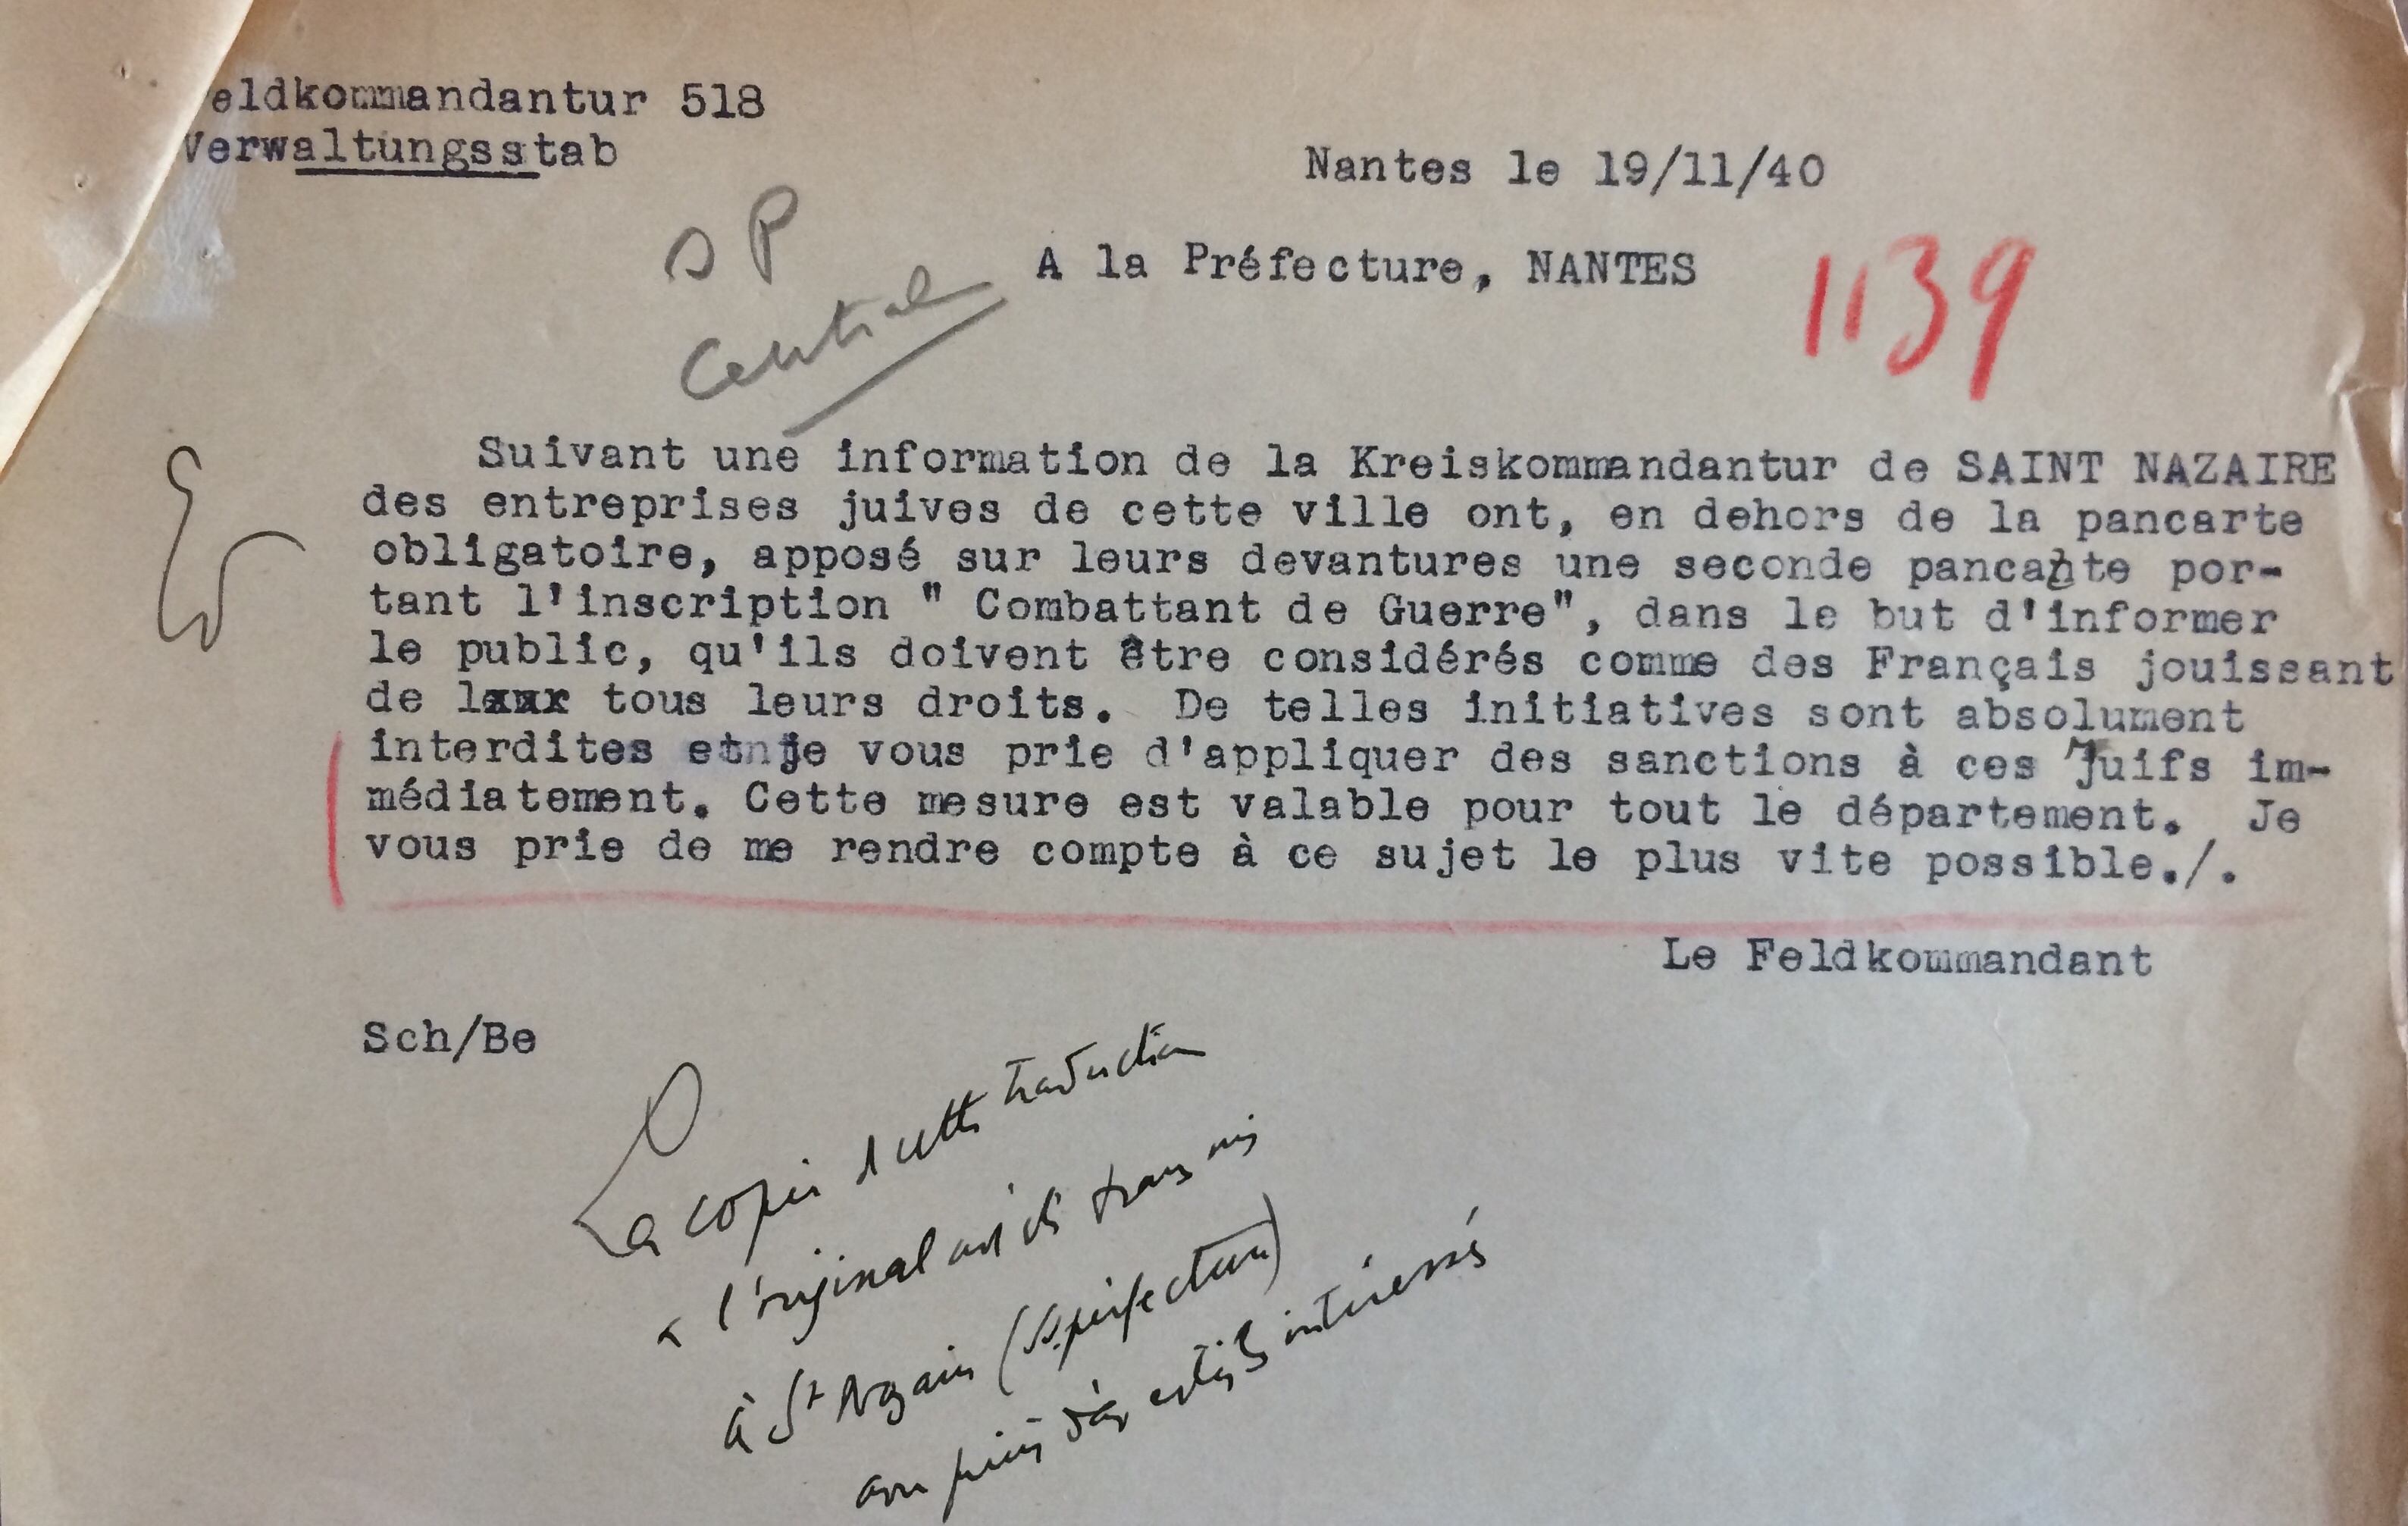 eldkommandantur 518
Verwaltungsstab
Nantes le 19/11/40
P
Central
A la Préfecture, NANTES
1139
Suivant une information de la Kreiskommandantur de SAINT NAZAIRE
des entreprises juives de cette ville ont, en dehors de la pancarte
obligatoire, apposé sur leurs devantures une seconde pancarte por-
tant l'inscription " Combattant de Guerre", dans le but d'informer
le public, qu'ils doivent être considérés comme des Français jouissant
de tous leurs droits. De telles initiatives sont absolument
interdites et je vous prie d'appliquer des sanctions à ces Juifs im-
médiatement. Cette mesure est valable pour tout le département. Je
vous prie de me rendre compte à ce sujet le plus vite possible./.
Le Feldkommandant
Sch/Be
La copie d cette traduction
l'original a été transmis
à St Nazaire (s.préfecture)
intéressés